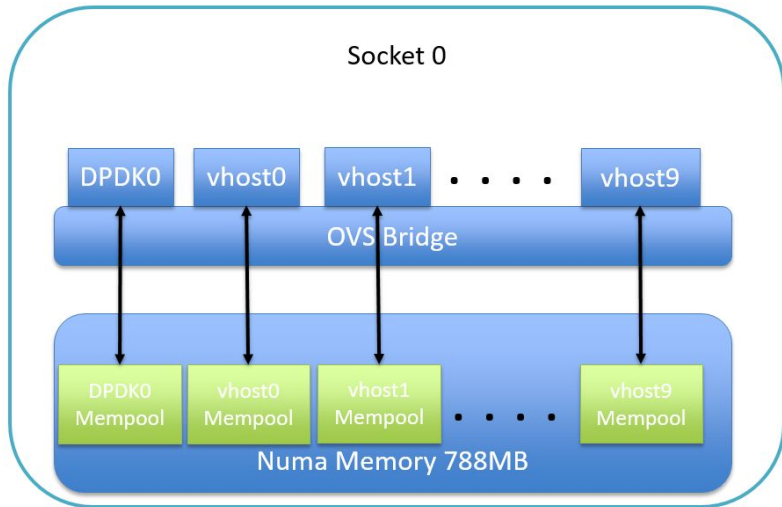 Socket 0
DPDK0
vhost0
vhost1
. . . .
vhost9
OVS Bridge
DPDK0
Mempool
vhost0
Mempool
vhost1
Mempool
. . . .
vhost9
Mempool
Numa Memory 788MB